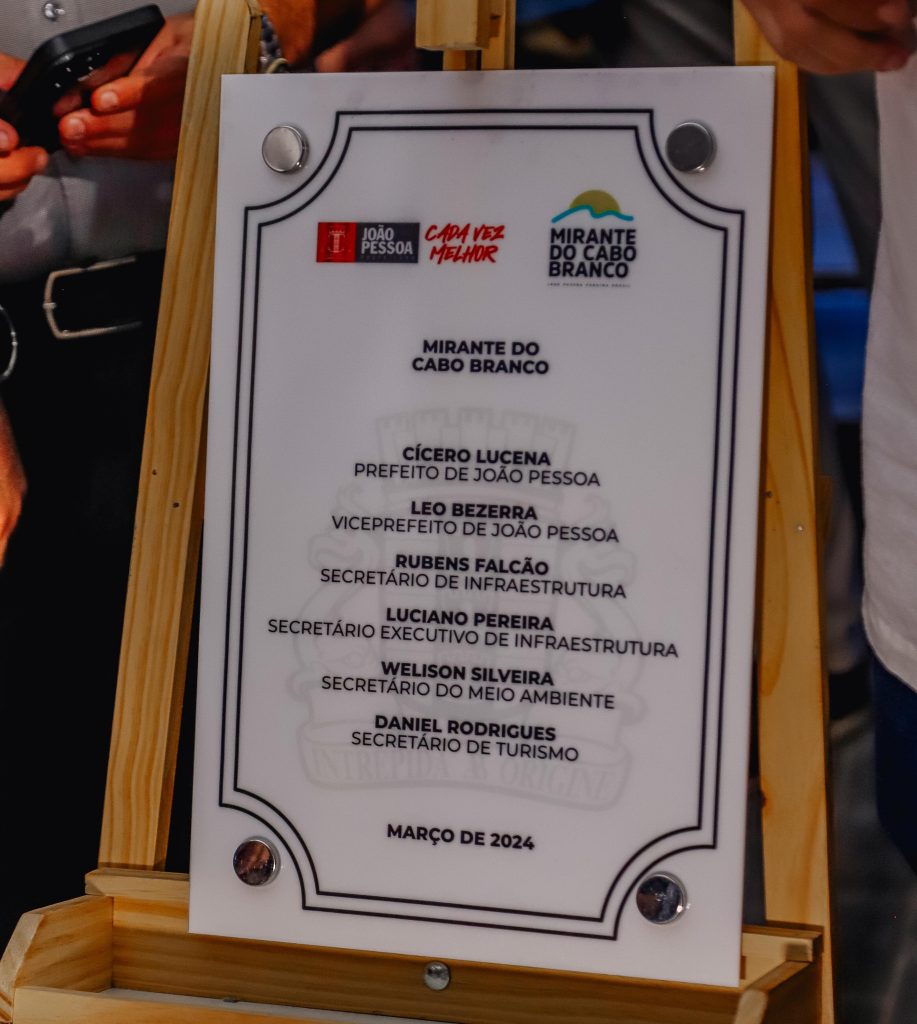 JOÃO
PESSOA
CADA VEZ
MELHOR
MIRANTE
DO CABO
BRANCO
MIRANTE DO
CABO BRANCO
CÍCERO LUCENA
PREFEITO DE JOÃO PESSOA
LEO BEZERRA
VICEPREFEITO DE JOÃO PESSOA
RUBENS FALCÃO
SECRETÁRIO DE INFRAESTRUTURA
LUCIANO PEREIRA
SECRETÁRIO EXECUTIVO DE INFRAESTRUTURA
WELISON SILVEIRA
SECRETÁRIO DO MEIO AMBIENTE
DANIEL RODRIGUES
SECRETÁRIO DE TURISMO
INTREPIDA
MARÇO DE 2024